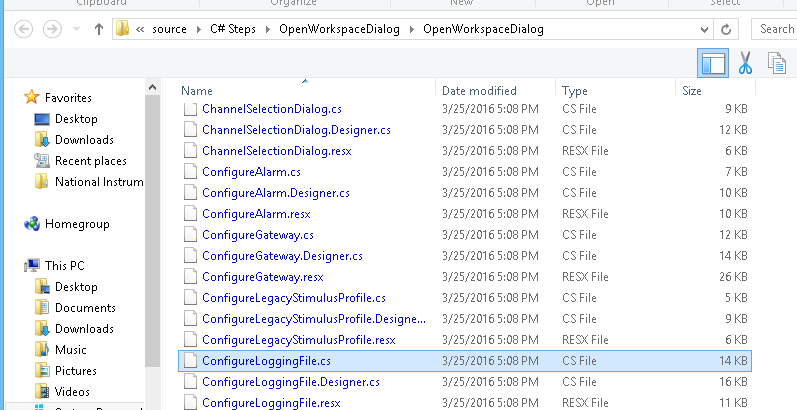 Clipboard Organize New Open Select
« source › C# Steps › OpenWorkspaceDialog › OpenWorkspaceDialog Search
Name Date modified Type Size
Favorites
Desktop
Downloads
Recent places
National Instrum
Homegroup
This PC
Desktop
Documents
Downloads
Music
Pictures
Videos
ChannelSelectionDialog.cs 3/25/2016 5:08 PM CS File 9 KB
ChannelSelectionDialog.Designer.cs 3/25/2016 5:08 PM CS File 12 KB
ChannelSelectionDialog.resx 3/25/2016 5:08 PM RESX File 6 KB
ConfigureAlarm.cs 3/25/2016 5:08 PM CS File 7 KB
ConfigureAlarm.Designer.cs 3/25/2016 5:08 PM CS File 10 KB
ConfigureAlarm.resx 3/25/2016 5:08 PM RESX File 10 KB
ConfigureGateway.cs 3/25/2016 5:08 PM CS File 12 KB
ConfigureGateway.Designer.cs 3/25/2016 5:08 PM CS File 14 KB
ConfigureGateway.resx 3/25/2016 5:08 PM RESX File 26 KB
ConfigureLegacyStimulusProfile.cs 3/25/2016 5:08 PM CS File 5 KB
ConfigureLegacyStimulusProfile.Designe... 3/25/2016 5:08 PM CS File 9 KB
ConfigureLegacyStimulusProfile.resx 3/25/2016 5:08 PM RESX File 6 KB
ConfigureLoggingFile.cs 3/25/2016 5:08 PM CS File 14 KB
ConfigureLoggingFile.Designer.cs 3/25/2016 5:08 PM CS File 16 KB
ConfigureLoggingFile.resx 3/25/2016 5:08 PM RESX File 11 KB